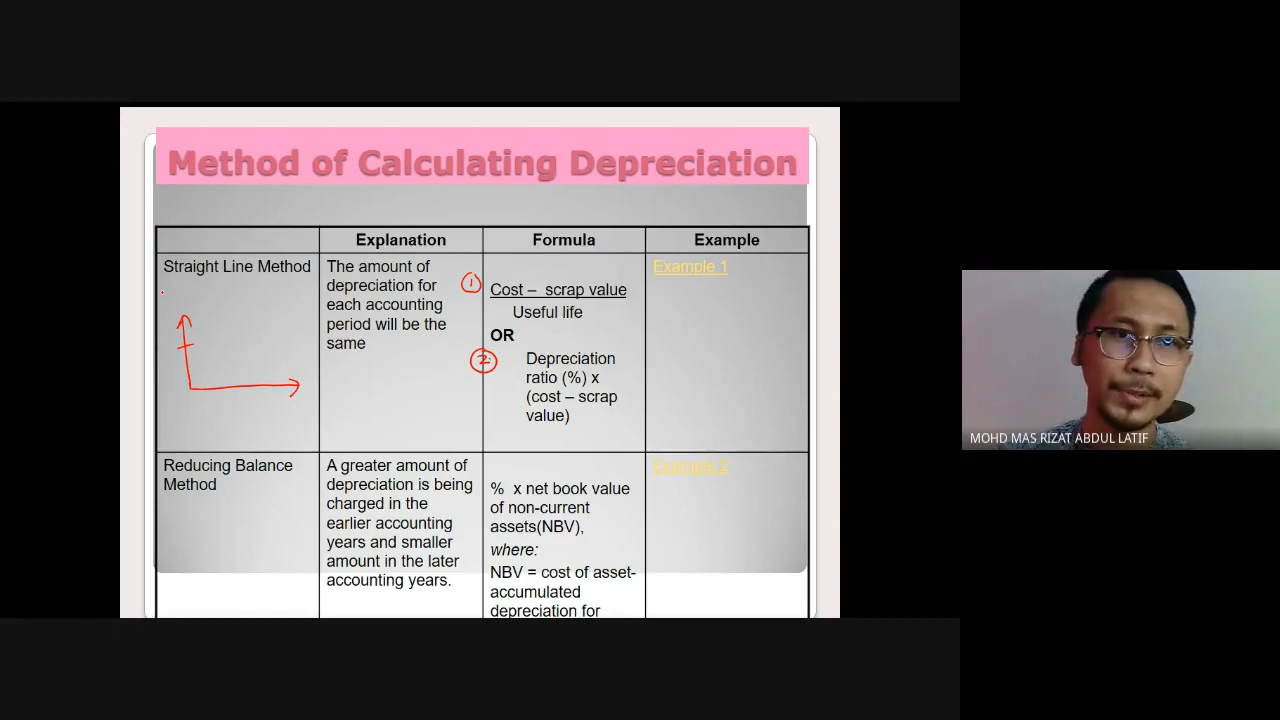 Method of Calculating Depreciation
Explanation
Formula
Example
Straight Line Method
The amount of
depreciation for
each accounting
period will be the
same
1
Cost – scrap value
Useful life
OR
2
Depreciation
ratio (%) x
(cost – scrap
value)
Example 1
Reducing Balance
Method
A greater amount of
depreciation is being
charged in the
earlier accounting
years and smaller
amount in the later
accounting years.
% x net book value
of non-current
assets(NBV),
where:
NBV = cost of asset-
accumulated
depreciation for
Example 2
MOHD MAS RIZAT ABDUL LATIF